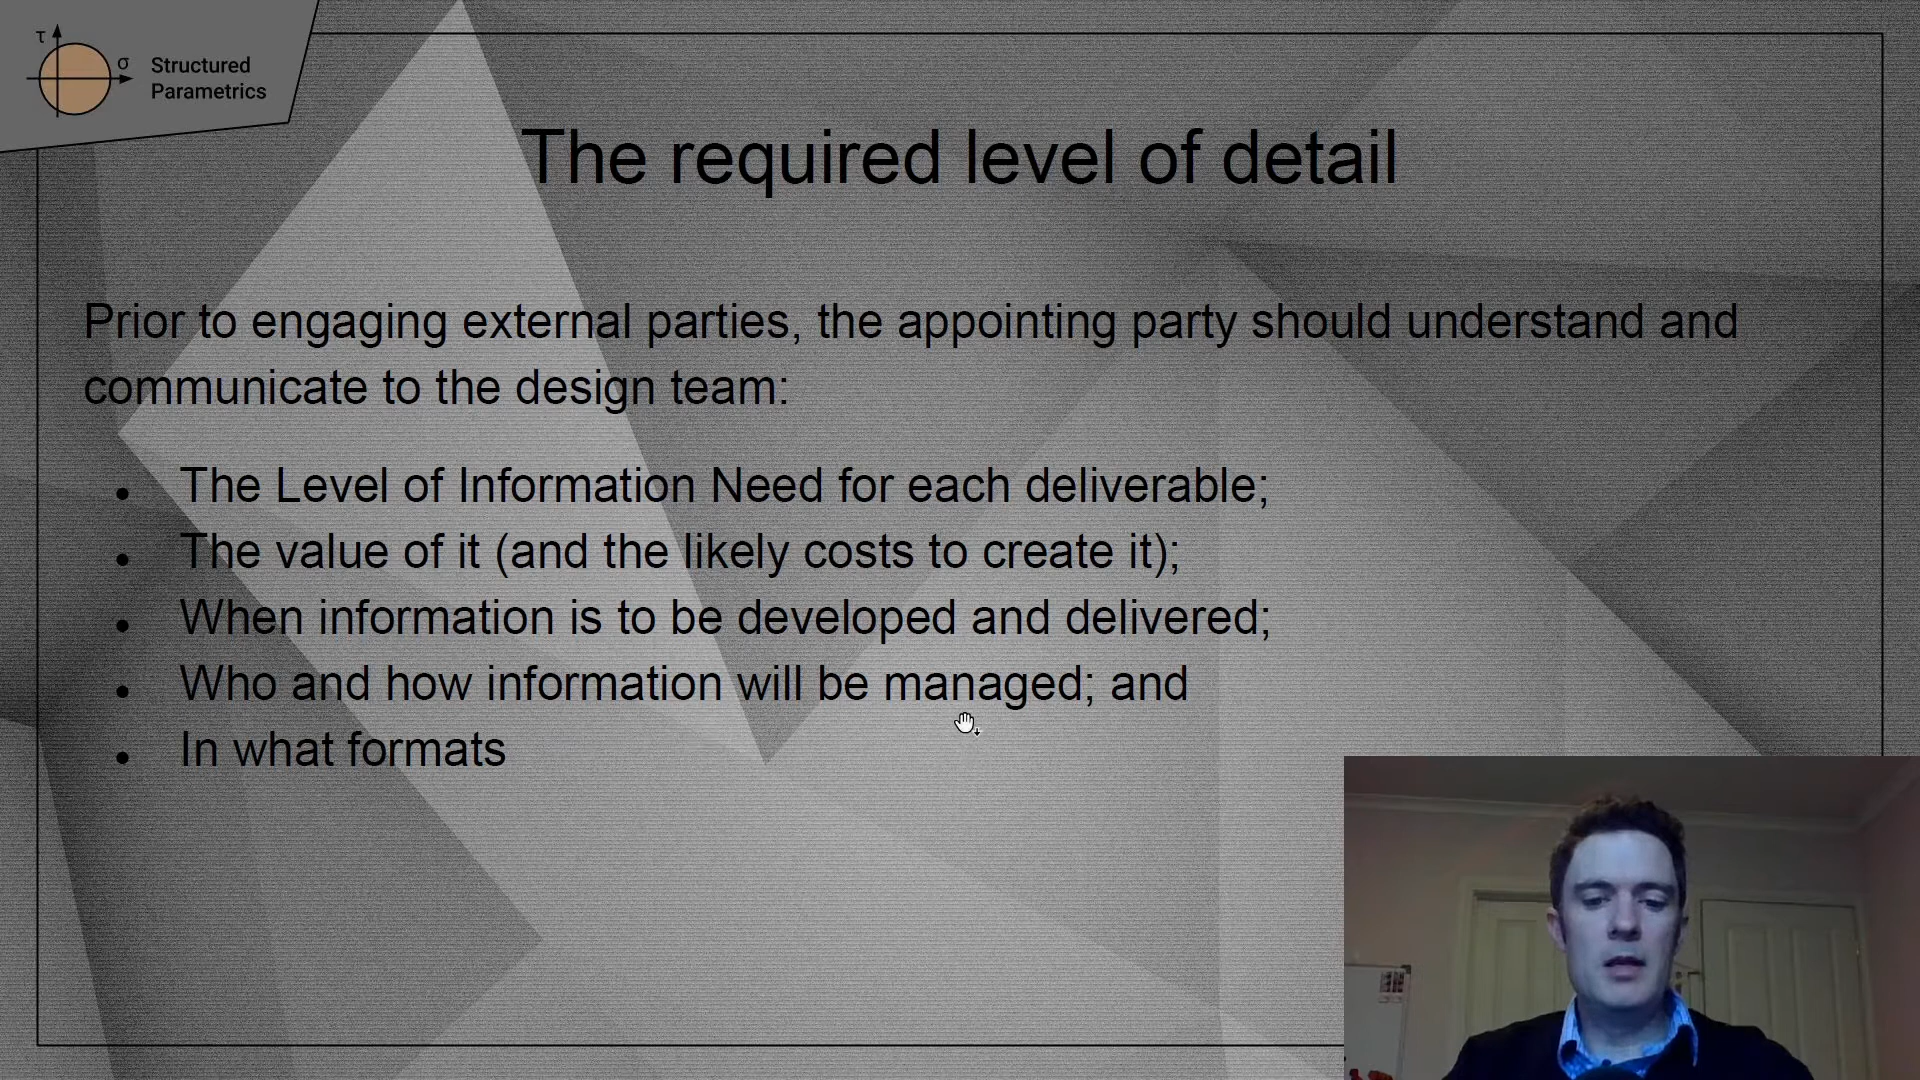 τ
σ
Structured
Parametrics
The required level of detail
Prior to engaging external parties, the appointing party should understand and
communicate to the design team:
• The Level of Information Need for each deliverable;
• The value of it (and the likely costs to create it);
• When information is to be developed and delivered;
• Who and how information will be managed; and
• In what formats